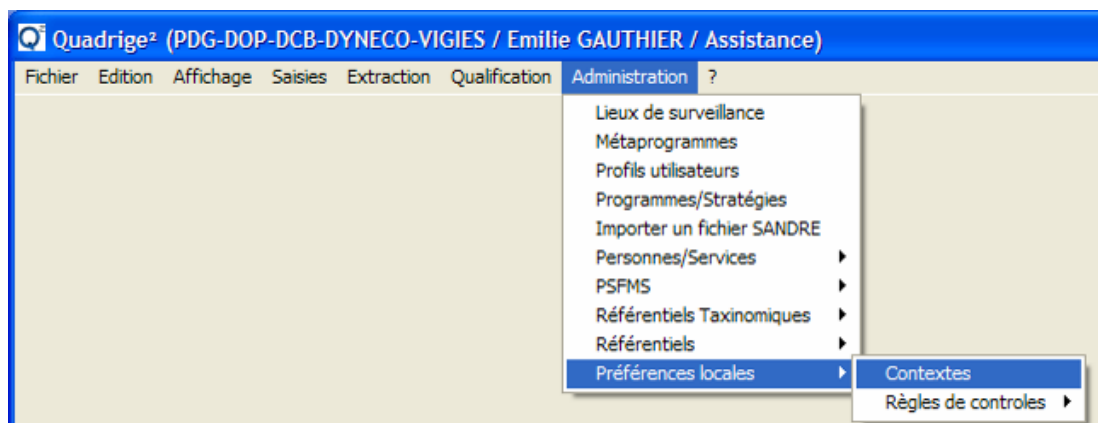 Quadrige² (PDG-DOP-DCB-DYNECO-VIGIES / Emilie GAUTHIER / Assistance)
Fichier Edition Affichage Saisies Extraction Qualification Administration ?
Lieux de surveillance
Métaprogrammes
Profils utilisateurs
Programmes/Stratégies
Importer un fichier SANDRE
Personnes/Services
PSFMS
Référentiels Taxinomiques
Référentiels
Préférences locales
Contextes
Règles de controles